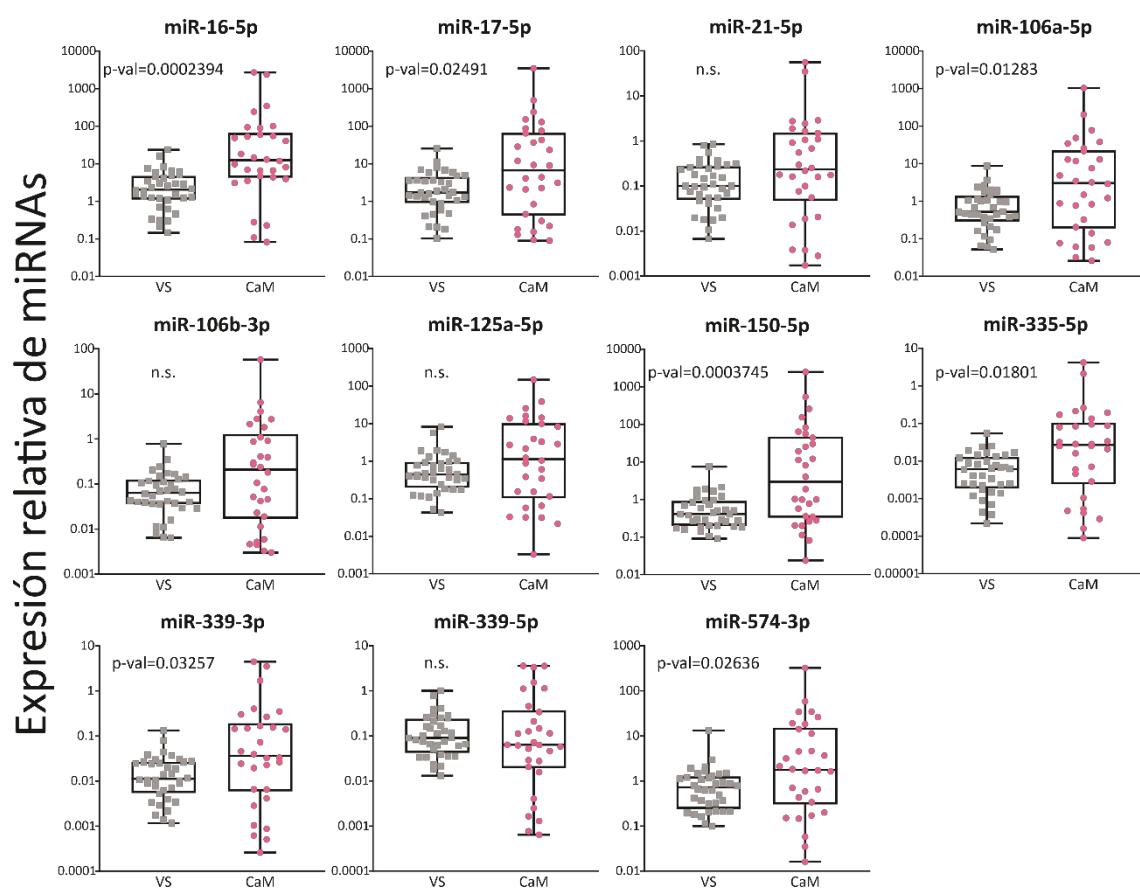 Expresión relativa de miRNAs
miR-16-5p
10000
1000
100
10
1
0.1
0.01
p-val=0.0002394
VS CaM
miR-17-5p
10000
1000
100
10
1
0.1
0.01
p-val=0.02491
VS CaM
miR-21-5p
100
10
1
0.1
0.01
0.001
n.s.
VS CaM
miR-106a-5p
10000
1000
100
10
1
0.1
0.01
p-val=0.01283
VS CaM
miR-106b-3p
100
10
1
0.1
0.01
0.001
n.s.
VS CaM
miR-125a-5p
1000
100
10
1
0.1
0.01
0.001
n.s.
VS CaM
miR-150-5p
10000
1000
100
10
1
0.1
0.01
p-val=0.0003745
VS CaM
miR-335-5p
10
1
0.1
0.01
0.001
0.0001
0.00001
p-val=0.01801
VS CaM
miR-339-3p
10
1
0.1
0.01
0.001
0.0001
p-val=0.03257
VS CaM
miR-339-5p
10
1
0.1
0.01
0.001
0.0001
n.s.
VS CaM
miR-574-3p
1000
100
10
1
0.1
0.01
p-val=0.02636
VS CaM